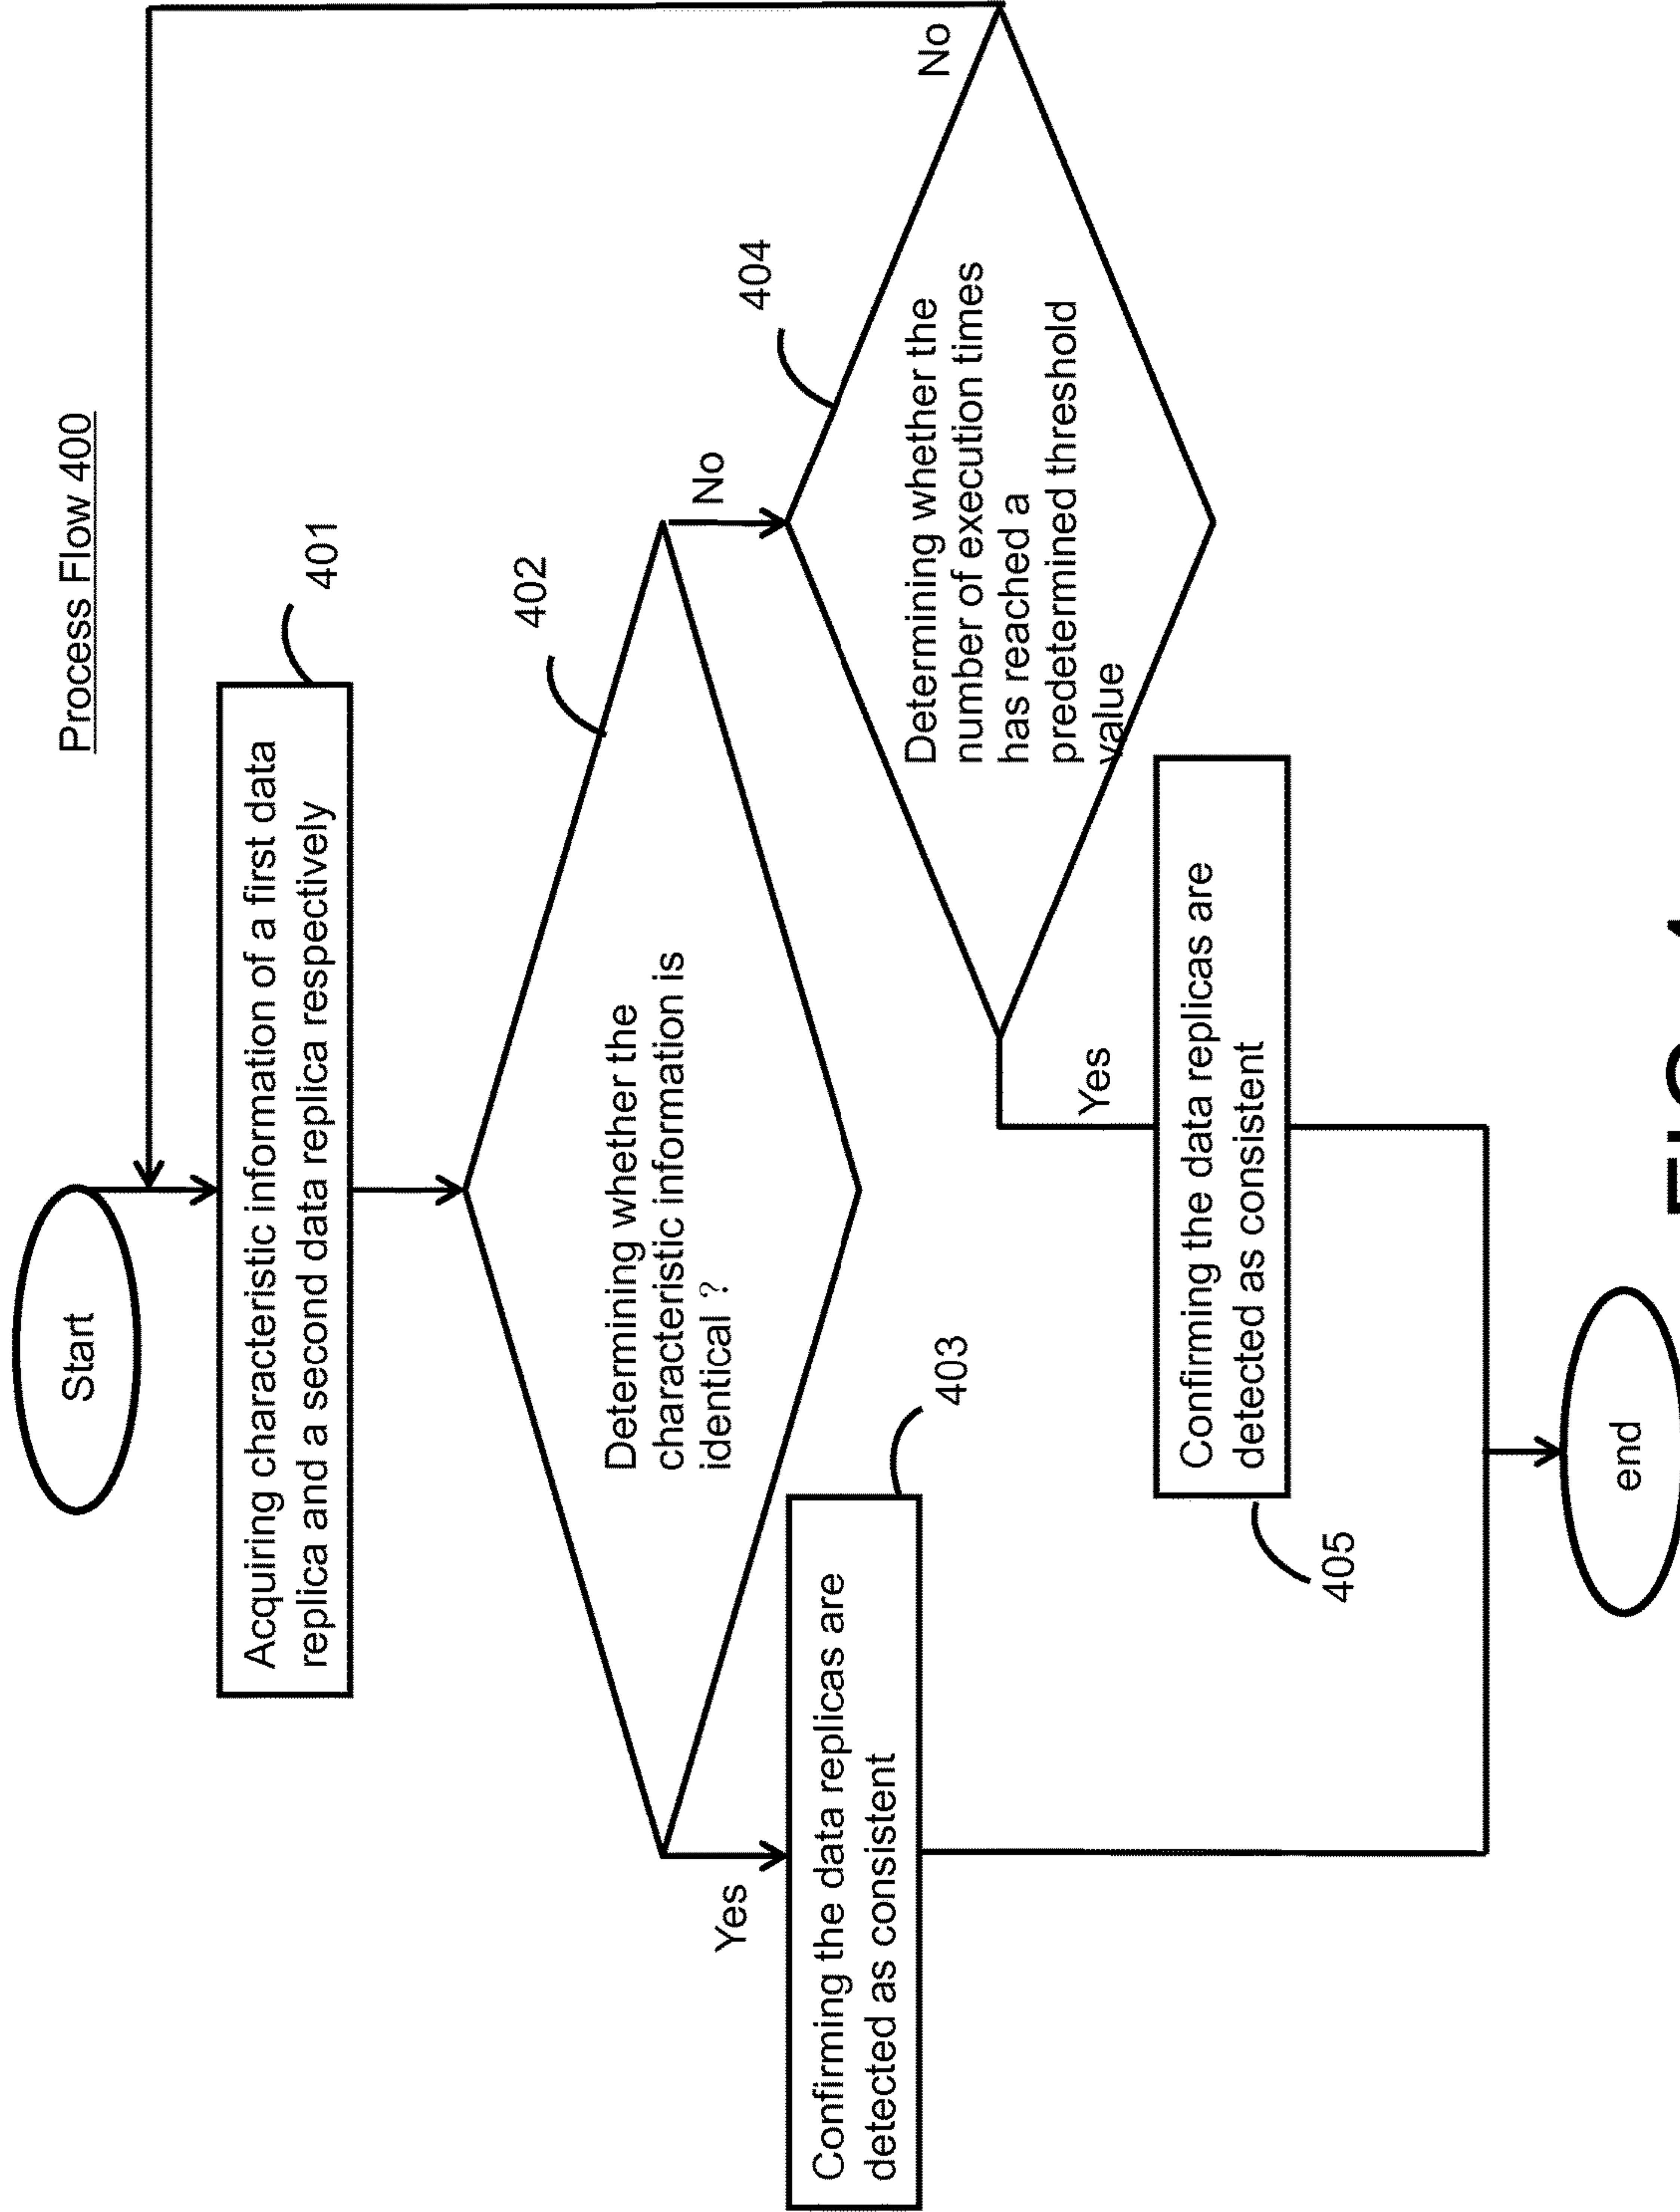 Process Flow 400
Start
401
Acquiring characteristic information of a first data
replica and a second data replica respectively
402
Determining whether the
characteristic information is
identical ?
Yes
No
403
Confirming the data replicas are
detected as consistent
404
Determining whether the
number of execution times
has reached a
predetermined threshold
value
No
Yes
405
Confirming the data replicas are
detected as consistent
end